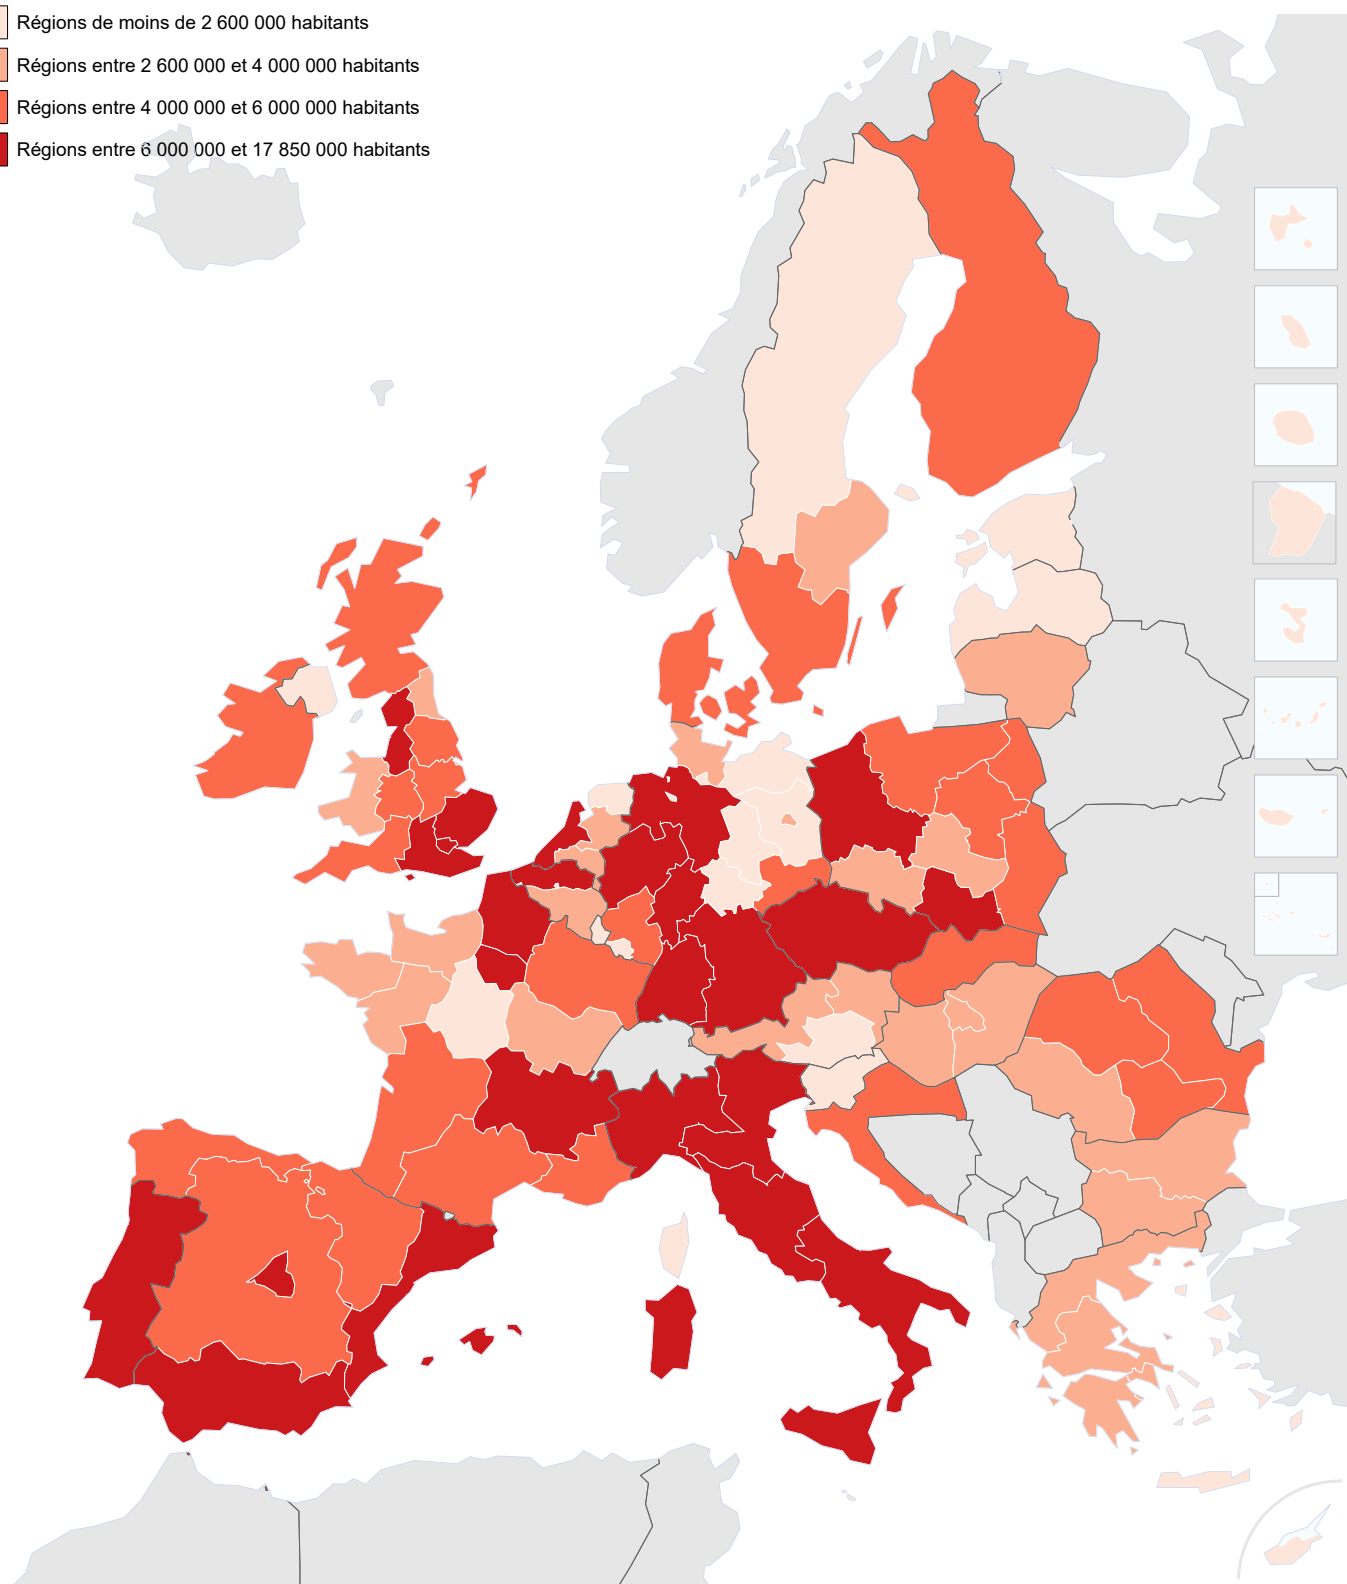 Régions de moins de 2 600 000 habitants
Régions entre 2 600 000 et 4 000 000 habitants
Régions entre 4 000 000 et 6 000 000 habitants
Régions entre 6 000 000 et 17 850 000 habitants